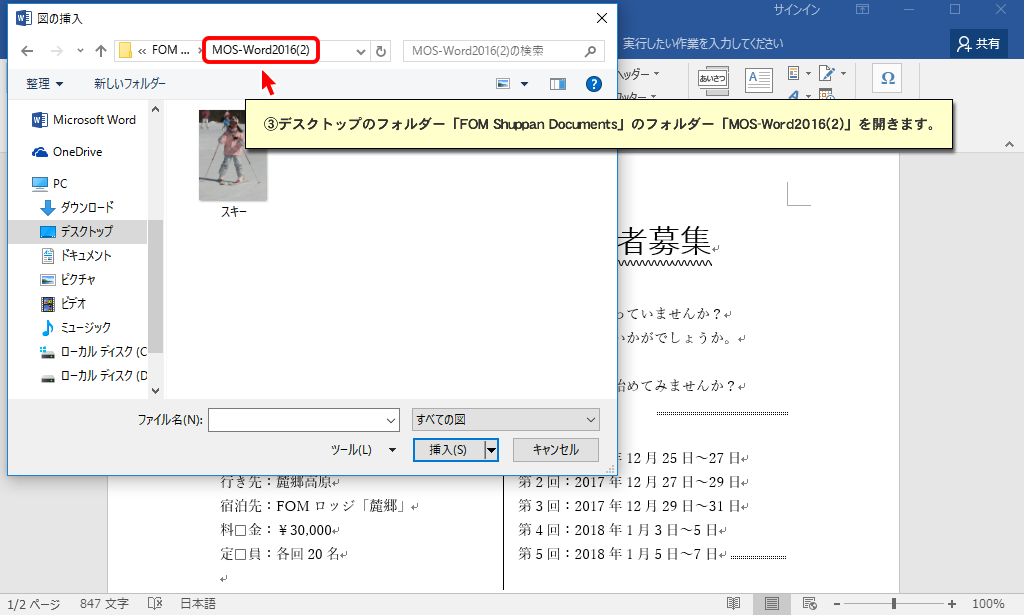 図の挿入
サインイン
« FOM ... › MOS-Word2016(2)
MOS-Word2016(2)の検索
実行したい作業を入力してください
共有
整理
新しいフォルダー
ヘッダー
フッター
あいさつ
A
Ω
③デスクトップのフォルダー「FOM Shuppan Documents」のフォルダー「MOS-Word2016(2)」を開きます。
Microsoft Word
OneDrive
PC
ダウンロード
デスクトップ
ドキュメント
ピクチャ
ビデオ
ミュージック
ローカル ディスク (C
ローカル ディスク (D
スキー
ファイル名(N):
すべての図
ツール(L)
挿入(S)
キャンセル
者募集
っていませんか？
いかがでしょうか。
始めてみませんか？
年 12 月 25 日～27 日
行き先：麓郷高原
宿泊先：FOM ロッジ「麓郷」
料□金：￥30,000
定□員：各回 20 名
第 2 回：2017 年 12 月 27 日～29 日
第 3 回：2017 年 12 月 29 日～31 日
第 4 回：2018 年 1 月 3 日～5 日
第 5 回：2018 年 1 月 5 日～7 日
1/2 ページ
847 文字
日本語
100%